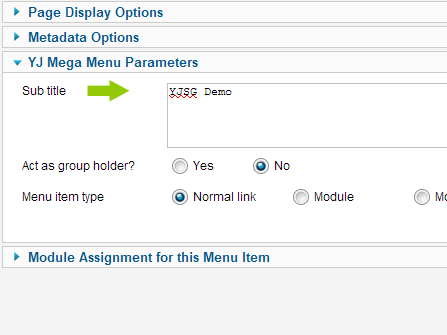 Page Display Options
Metadata Options
YJ Mega Menu Parameters
Sub title YJSG Demo
Act as group holder? Yes No
Menu item type Normal link Module
Module Assignment for this Menu Item